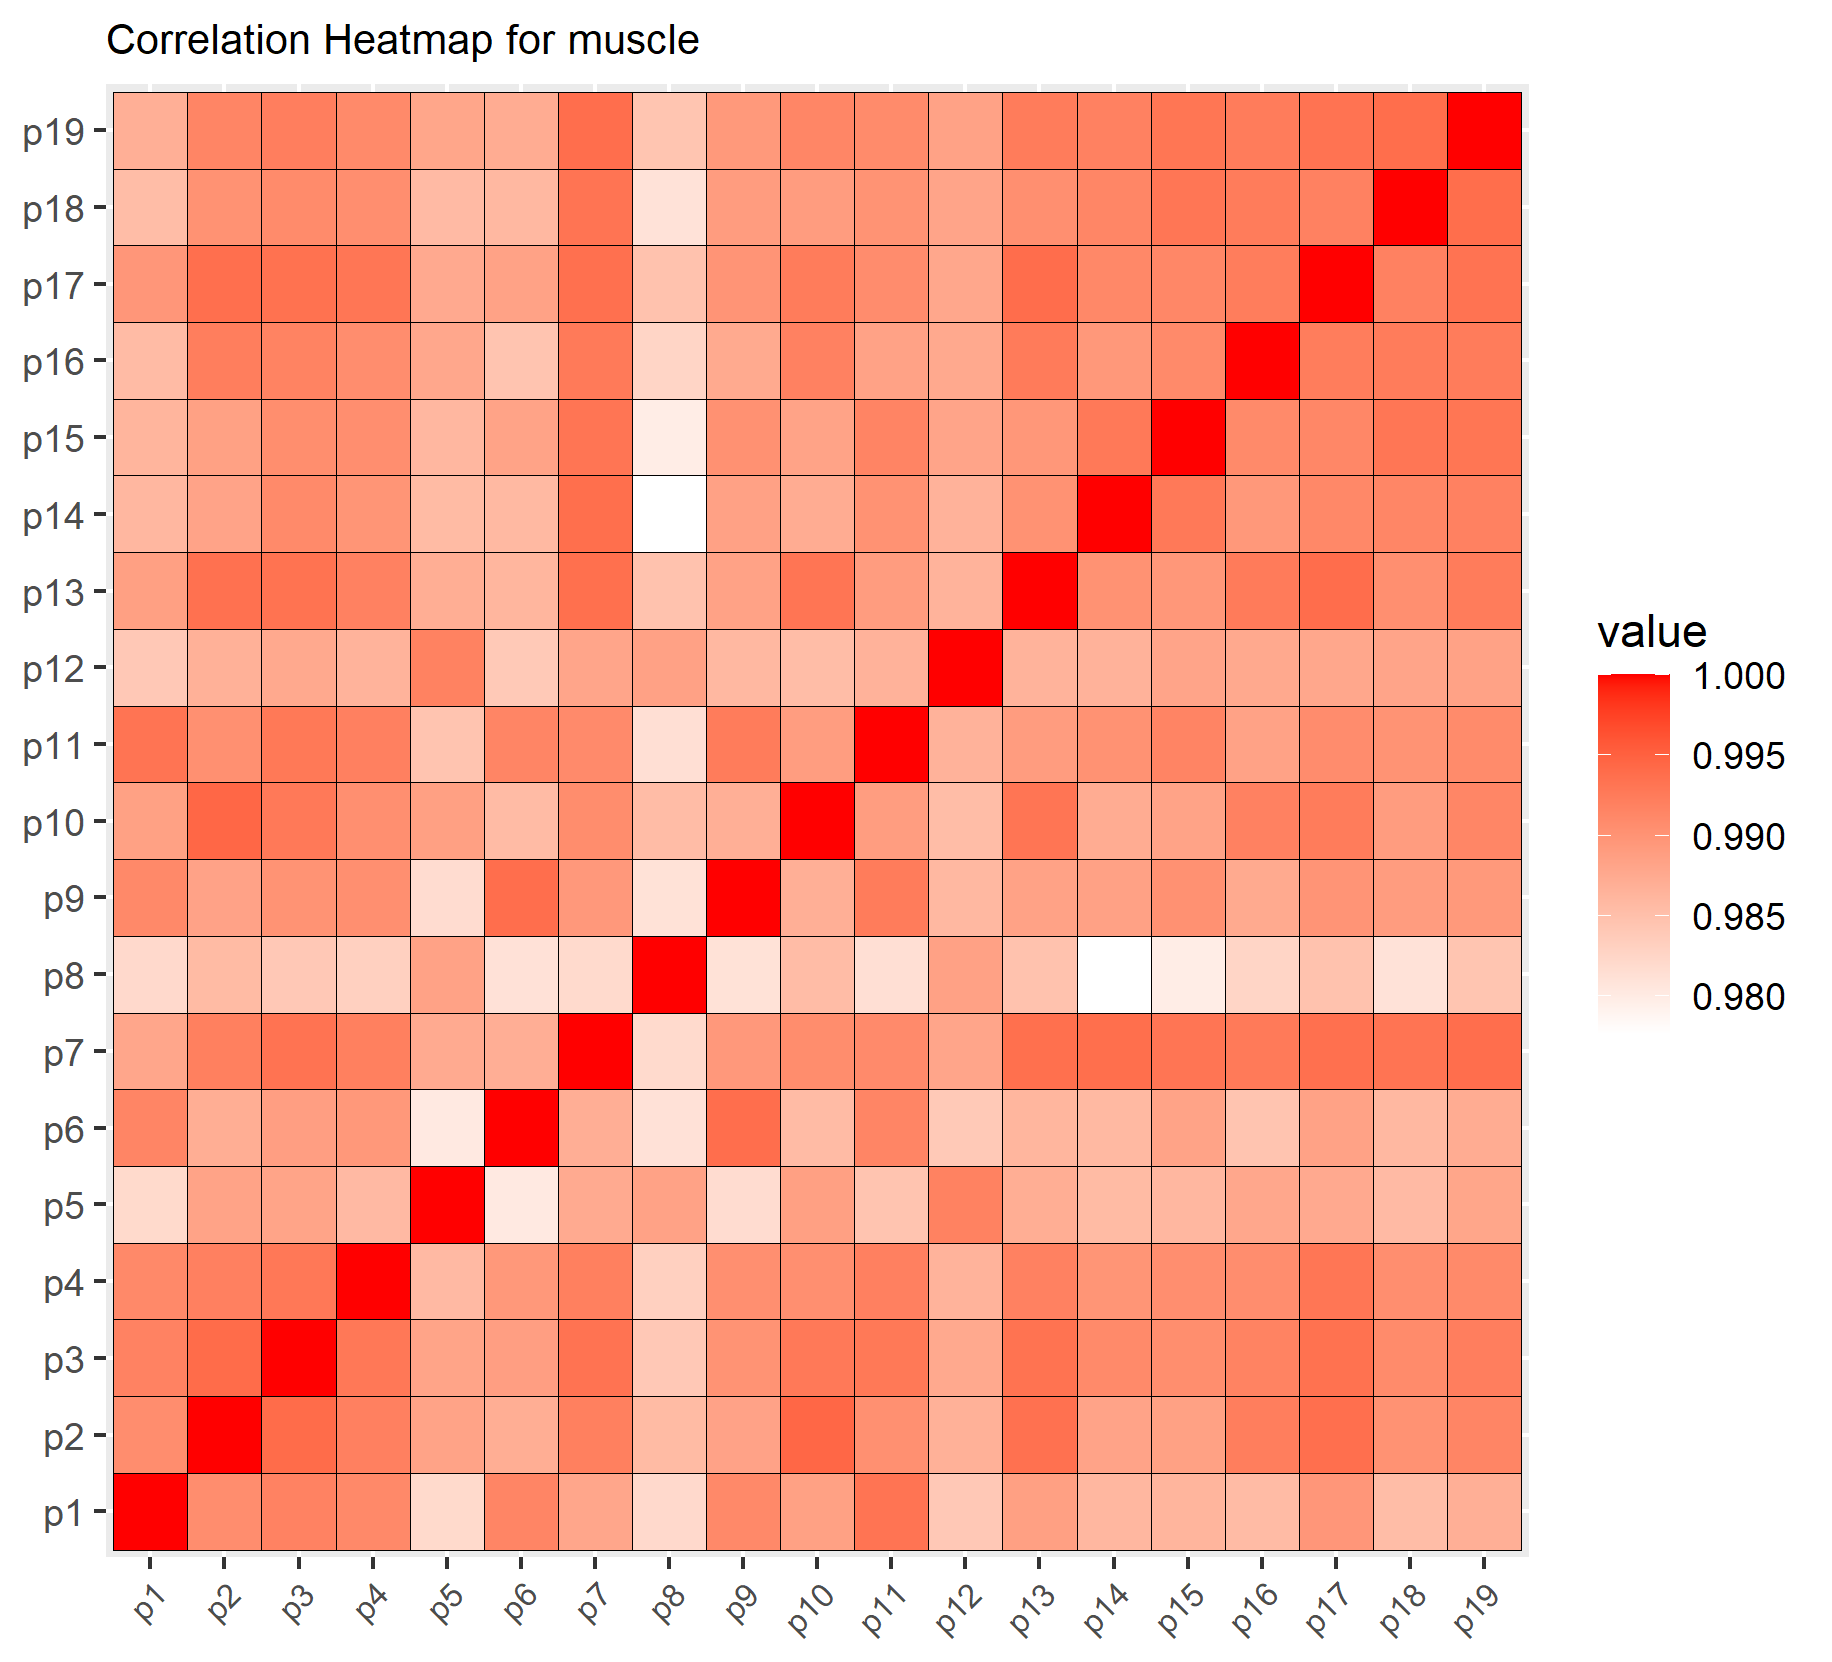 Correlation Heatmap for muscle
p19
p18
p17
p16
p15
p14
p13
p12
p11
p10
p9
p8
p7
p6
p5
p4
p3
p2
p1
p1 p2 p3 p4 p5 p6 p7 p8 p9 p10 p11 p12 p13 p14 p15 p16 p17 p18 p19
value
1.000
0.995
0.990
0.985
0.980